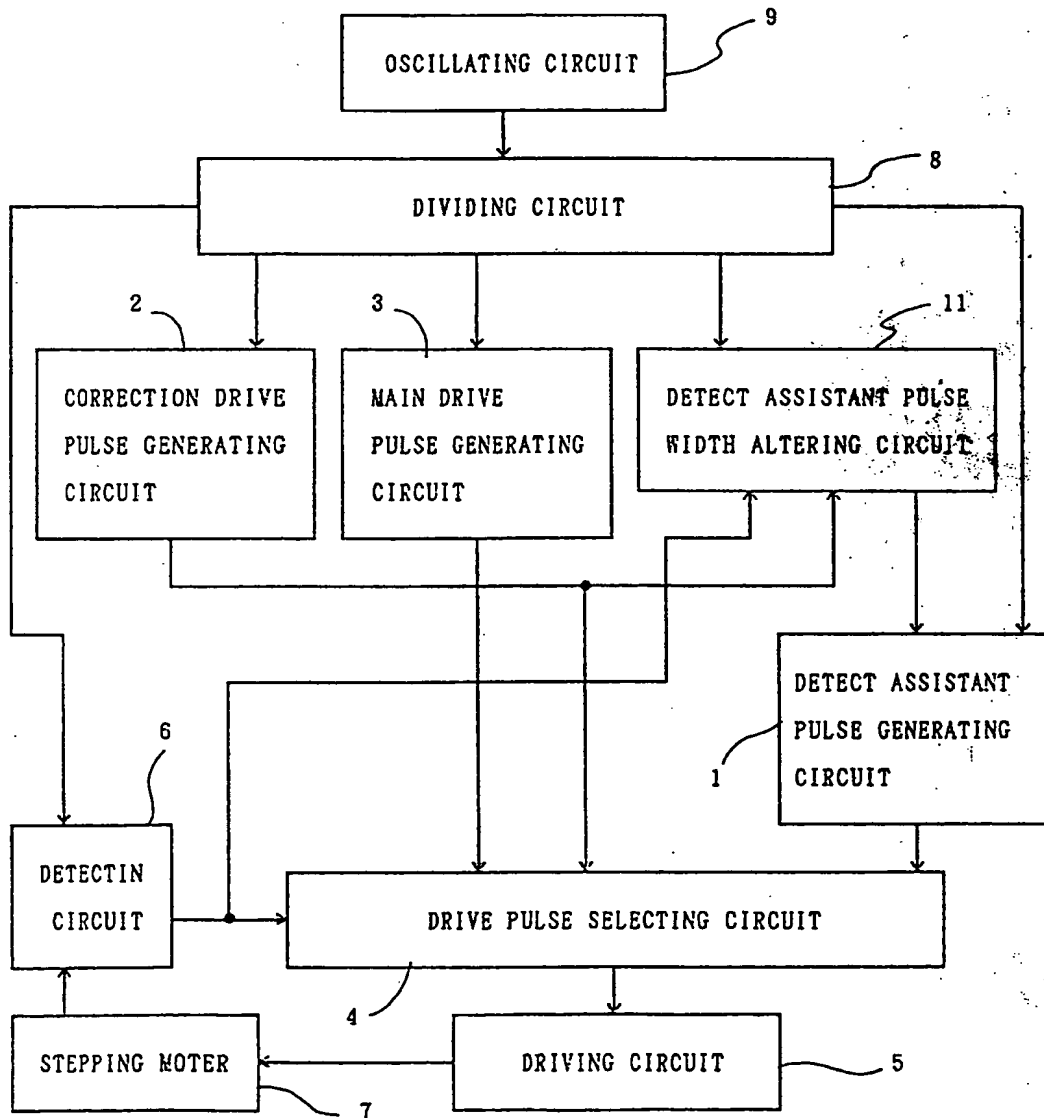 9
OSCILLATING CIRCUIT
8
DIVIDING CIRCUIT
2
3
11
CORRECTION DRIVE
PULSE GENERATING
CIRCUIT
MAIN DRIVE
PULSE GENERATING
CIRCUIT
DETECT ASSISTANT PULSE
WIDTH ALTERING CIRCUIT
DETECT ASSISTANT
PULSE GENERATING
CIRCUIT
1
6
DETECTIN
CIRCUIT
DRIVE PULSE SELECTING CIRCUIT
4
STEPPING MOTER
7
DRIVING CIRCUIT
5